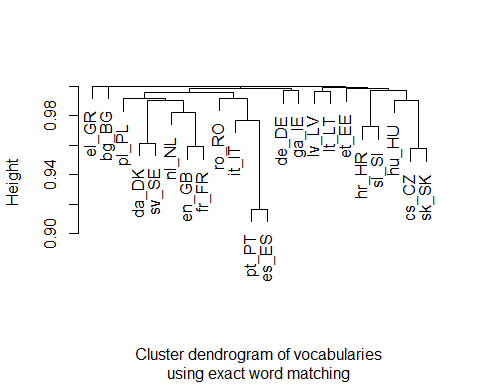 Height
0.98
0.94
0.90
el_GR
bg_BG
pl_PL
da_DK
sv_SE
nl_NL
en_GB
fr_FR
ro_RO
it_IT
pt_PT
es_ES
de_DE
ga_IE
lv_LV
lt_LT
et_EE
hr_HR
sl_SI
hu_HU
cs_CZ
sk_SK
Cluster dendrogram of vocabularies
using exact word matching